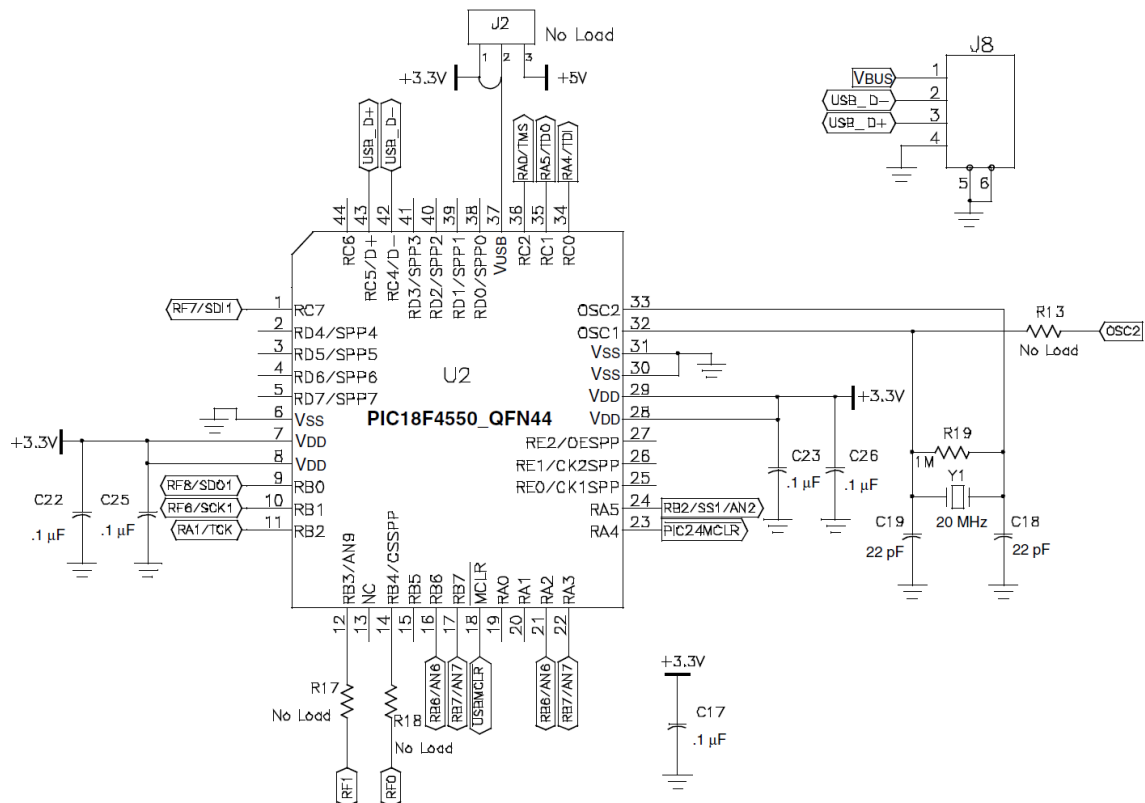 J2
No Load
1 2 3
+3.3V
+5V
J8
VBUS 1
USB_D- 2
USB_D+ 3
4
5 6
USB_D+
USB_D-
RA0/TMS
RA5/TDO
RA4/TDI
44 43 42 41 40 39 38 37 36 35 34
RC6
RC5/D+
RC4/D-
RD3/SPP3
RD2/SPP2
RD1/SPP1
RD0/SPP0
VUSB
RC2
RC1
RC0
RF7/SDI1 1 RC7
2 RD4/SPP4
3 RD5/SPP5
4 RD6/SPP6
5 RD7/SPP7
6 VSS
+3.3V 7 VDD
8 VDD
RF8/SDO1 9 RB0
RF6/SCK1 10 RB1
RA1/TCK 11 RB2
C22
.1 µF
C25
.1 µF
U2
PIC18F4550_QFN44
OSC2 33
OSC1 32
VSS 31
VSS 30
VDD 29
VDD 28
RE2/OESPP 27
RE1/CK2SPP 26
RE0/CK1SPP 25
RA5 24 RB2/SS1/AN2
RA4 23 PIC24MCLR
R13
No Load
OSC2
+3.3V
C23
.1 µF
C26
.1 µF
R19
1M
Y1
20 MHz
C19
22 pF
C18
22 pF
RB3/AN9
NC
RB4/CSSPP
RB5
RB6
RB7
MCLR
RA0
RA1
RA2
RA3
12 13 14 15 16 17 18 19 20 21 22
R17
No Load
R18
No Load
RF1
RF0
RB6/AN6
RB7/AN7
USBMCLR
RB6/AN6
RB7/AN7
+3.3V
C17
.1 µF